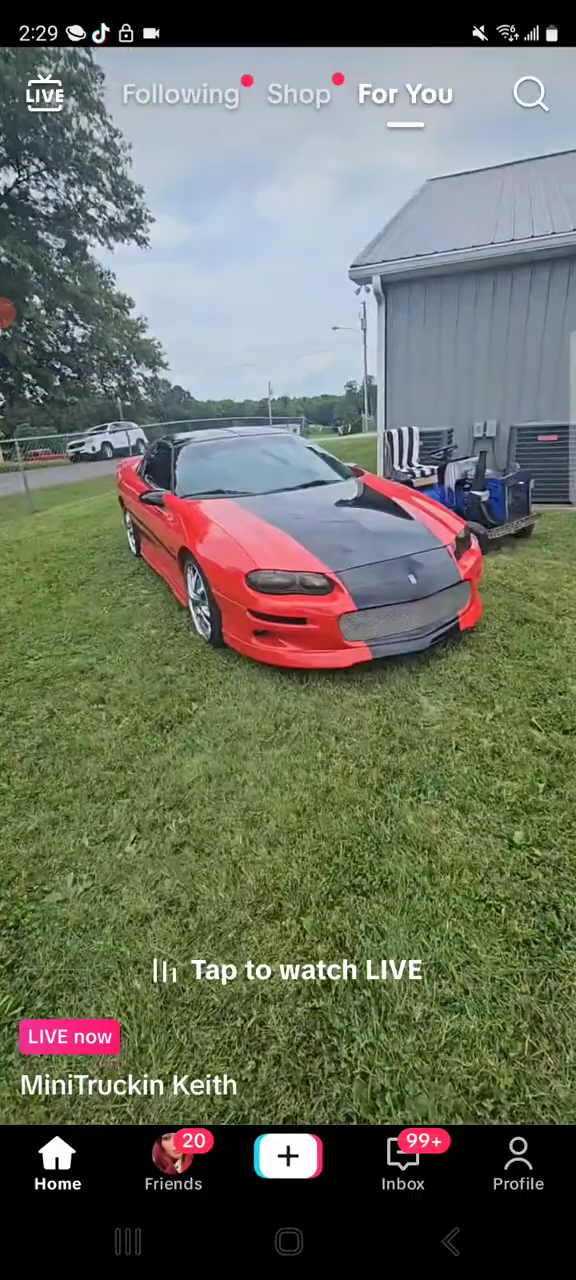 2:29
LIVE Following Shop For You
Tap to watch LIVE
LIVE now
MiniTruckin Keith
20 99+
Home Friends Inbox Profile